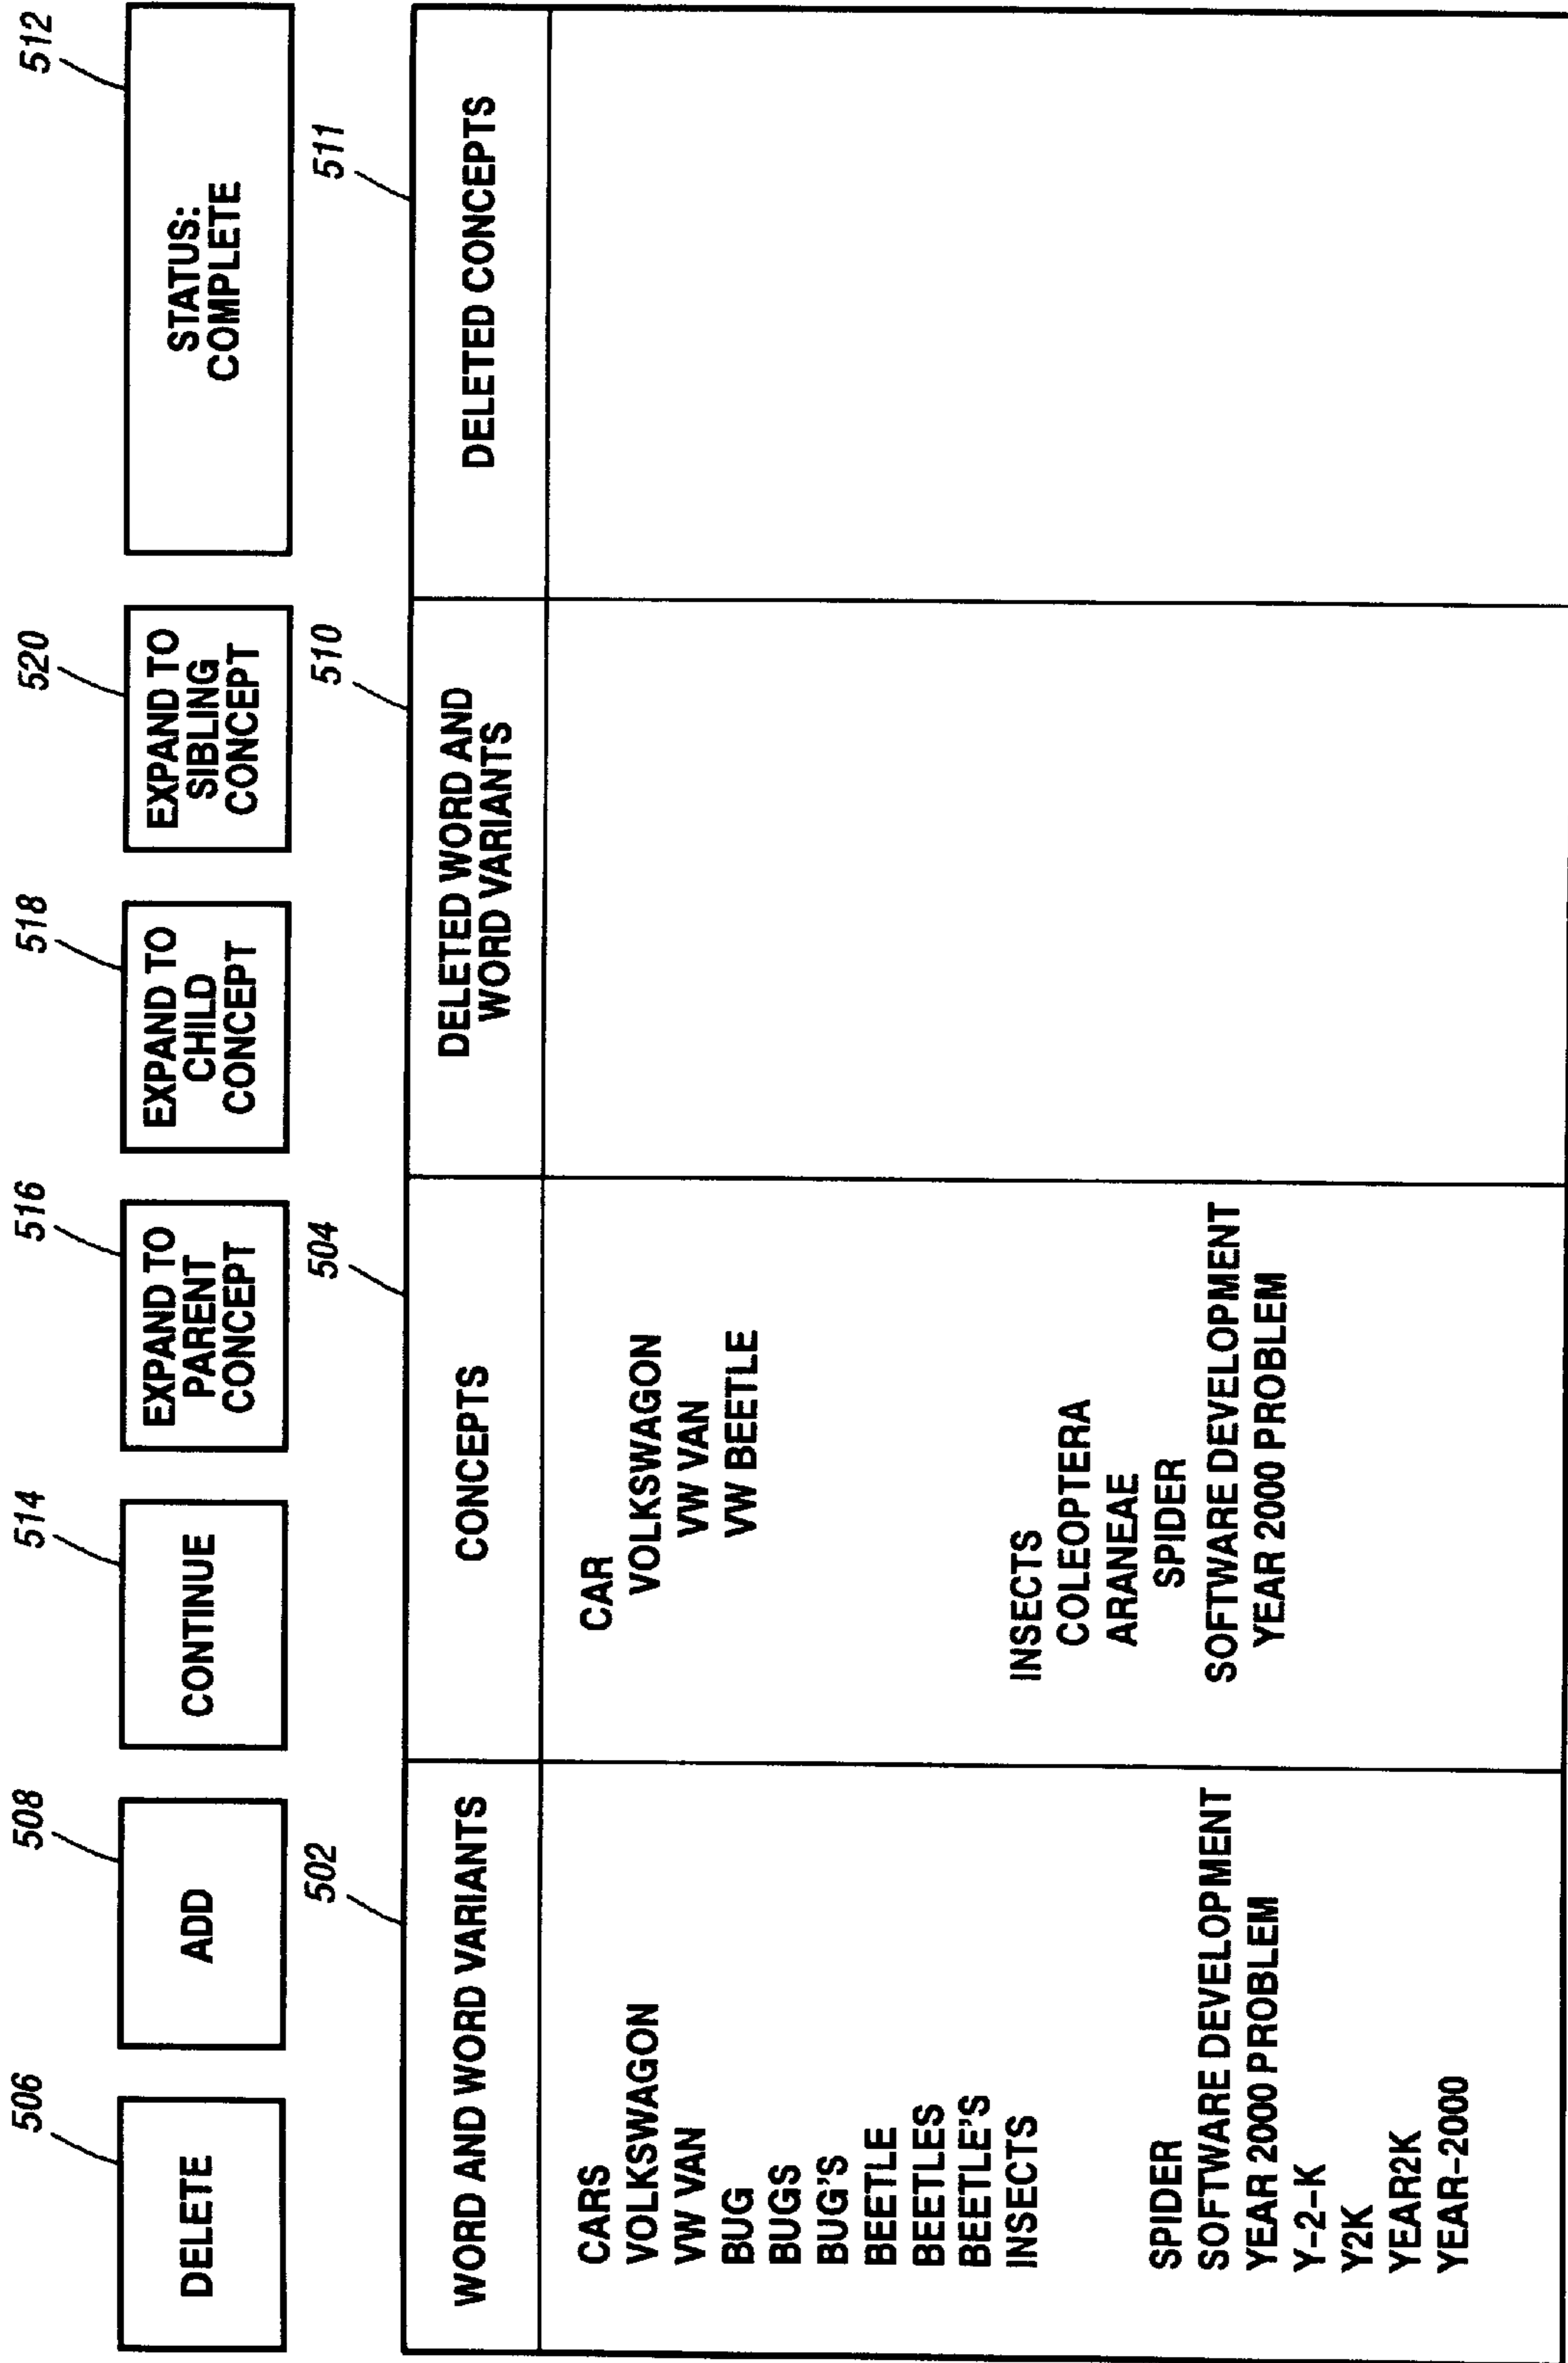 506
508
514
516
518
520
512
DELETE
ADD
CONTINUE
EXPAND TO
PARENT
CONCEPT
EXPAND TO
CHILD
CONCEPT
EXPAND TO
SIBLING
CONCEPT
STATUS:
COMPLETE
502
504
510
511
WORD AND WORD VARIANTS
CONCEPTS
DELETED WORD AND
WORD VARIANTS
DELETED CONCEPTS
CARS
VOLKSWAGON
VW VAN
BUG
BUGS
BUG'S
BEETLE
BEETLES
BEETLE'S
INSECTS
SPIDER
SOFTWARE DEVELOPMENT
YEAR 2000 PROBLEM
Y-2-K
Y2K
YEAR2K
YEAR-2000
CAR
VOLKSWAGON
VW VAN
VW BEETLE
INSECTS
COLEOPTERA
ARANEAE
SPIDER
SOFTWARE DEVELOPMENT
YEAR 2000 PROBLEM